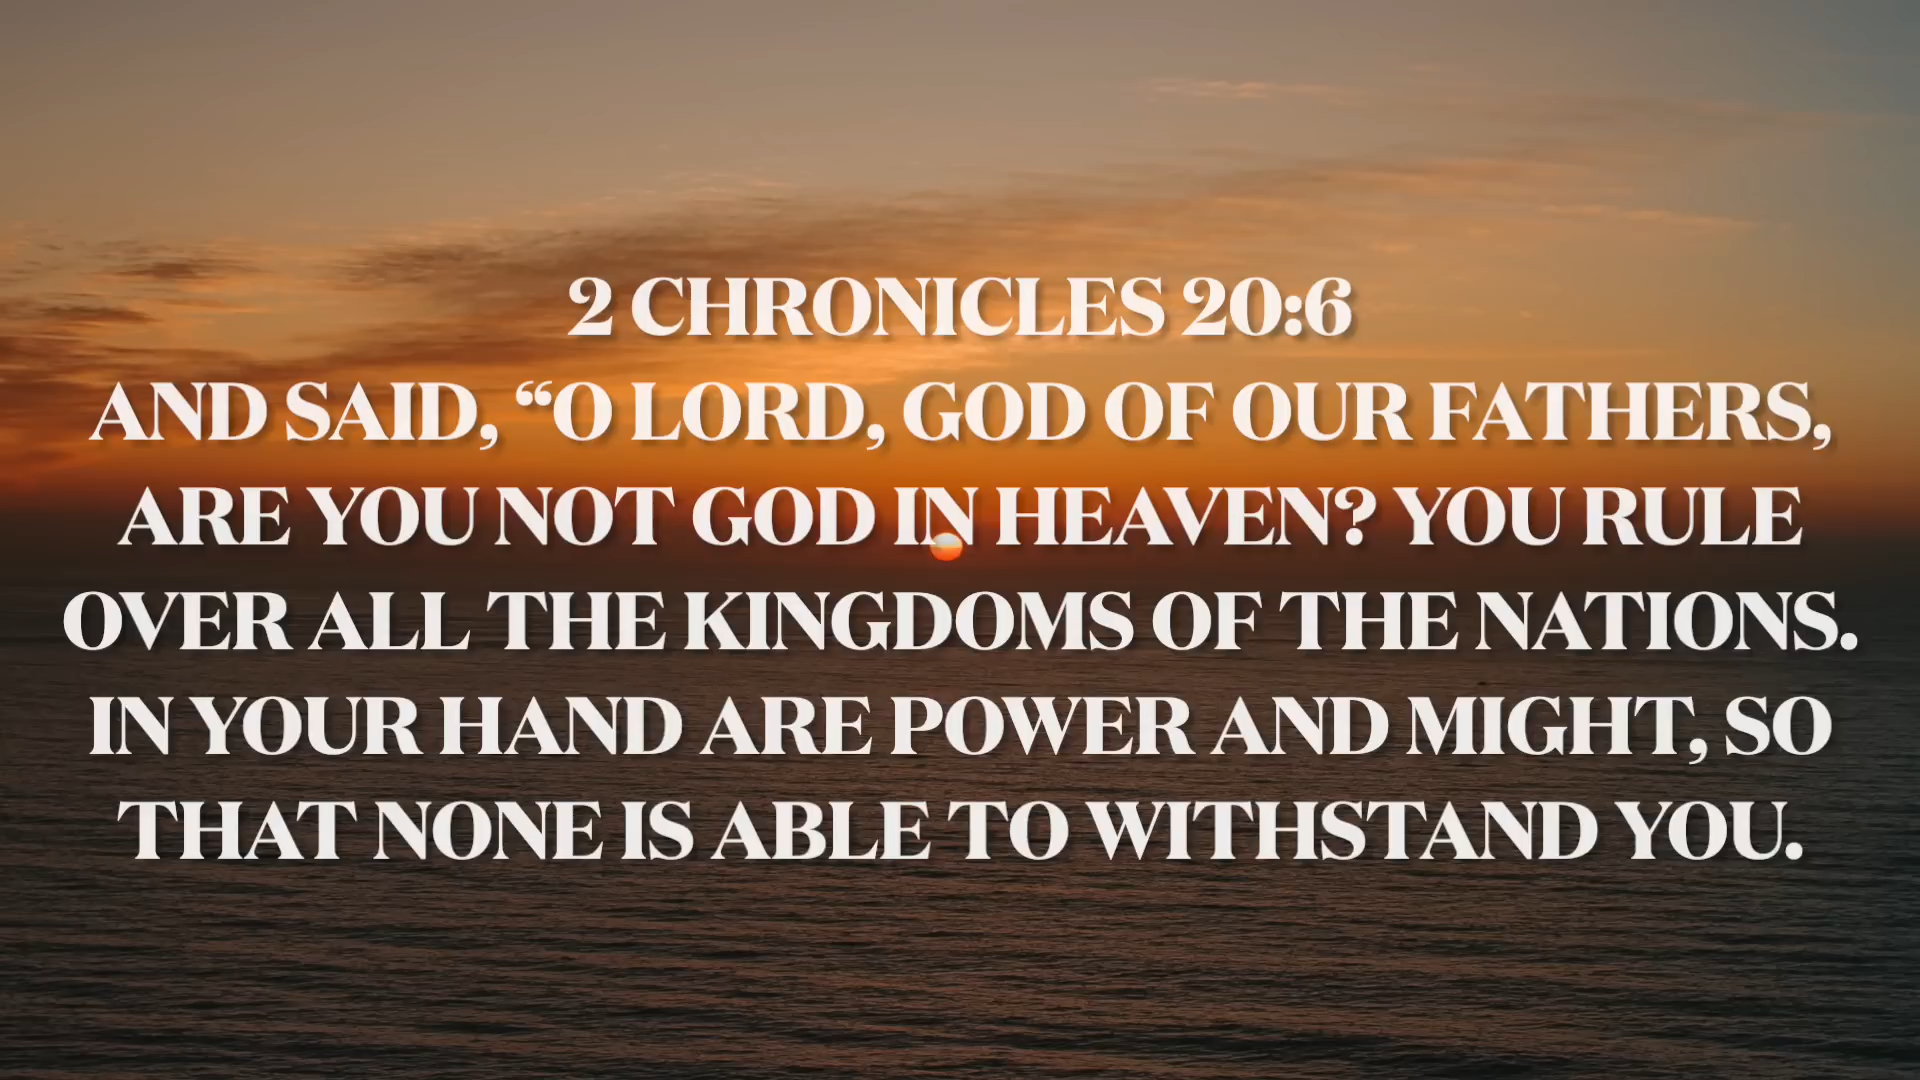 2 CHRONICLES 20:6
AND SAID, “O LORD, GOD OF OUR FATHERS,
ARE YOU NOT GOD IN HEAVEN? YOU RULE
OVER ALL THE KINGDOMS OF THE NATIONS.
IN YOUR HAND ARE POWER AND MIGHT, SO
THAT NONE IS ABLE TO WITHSTAND YOU.